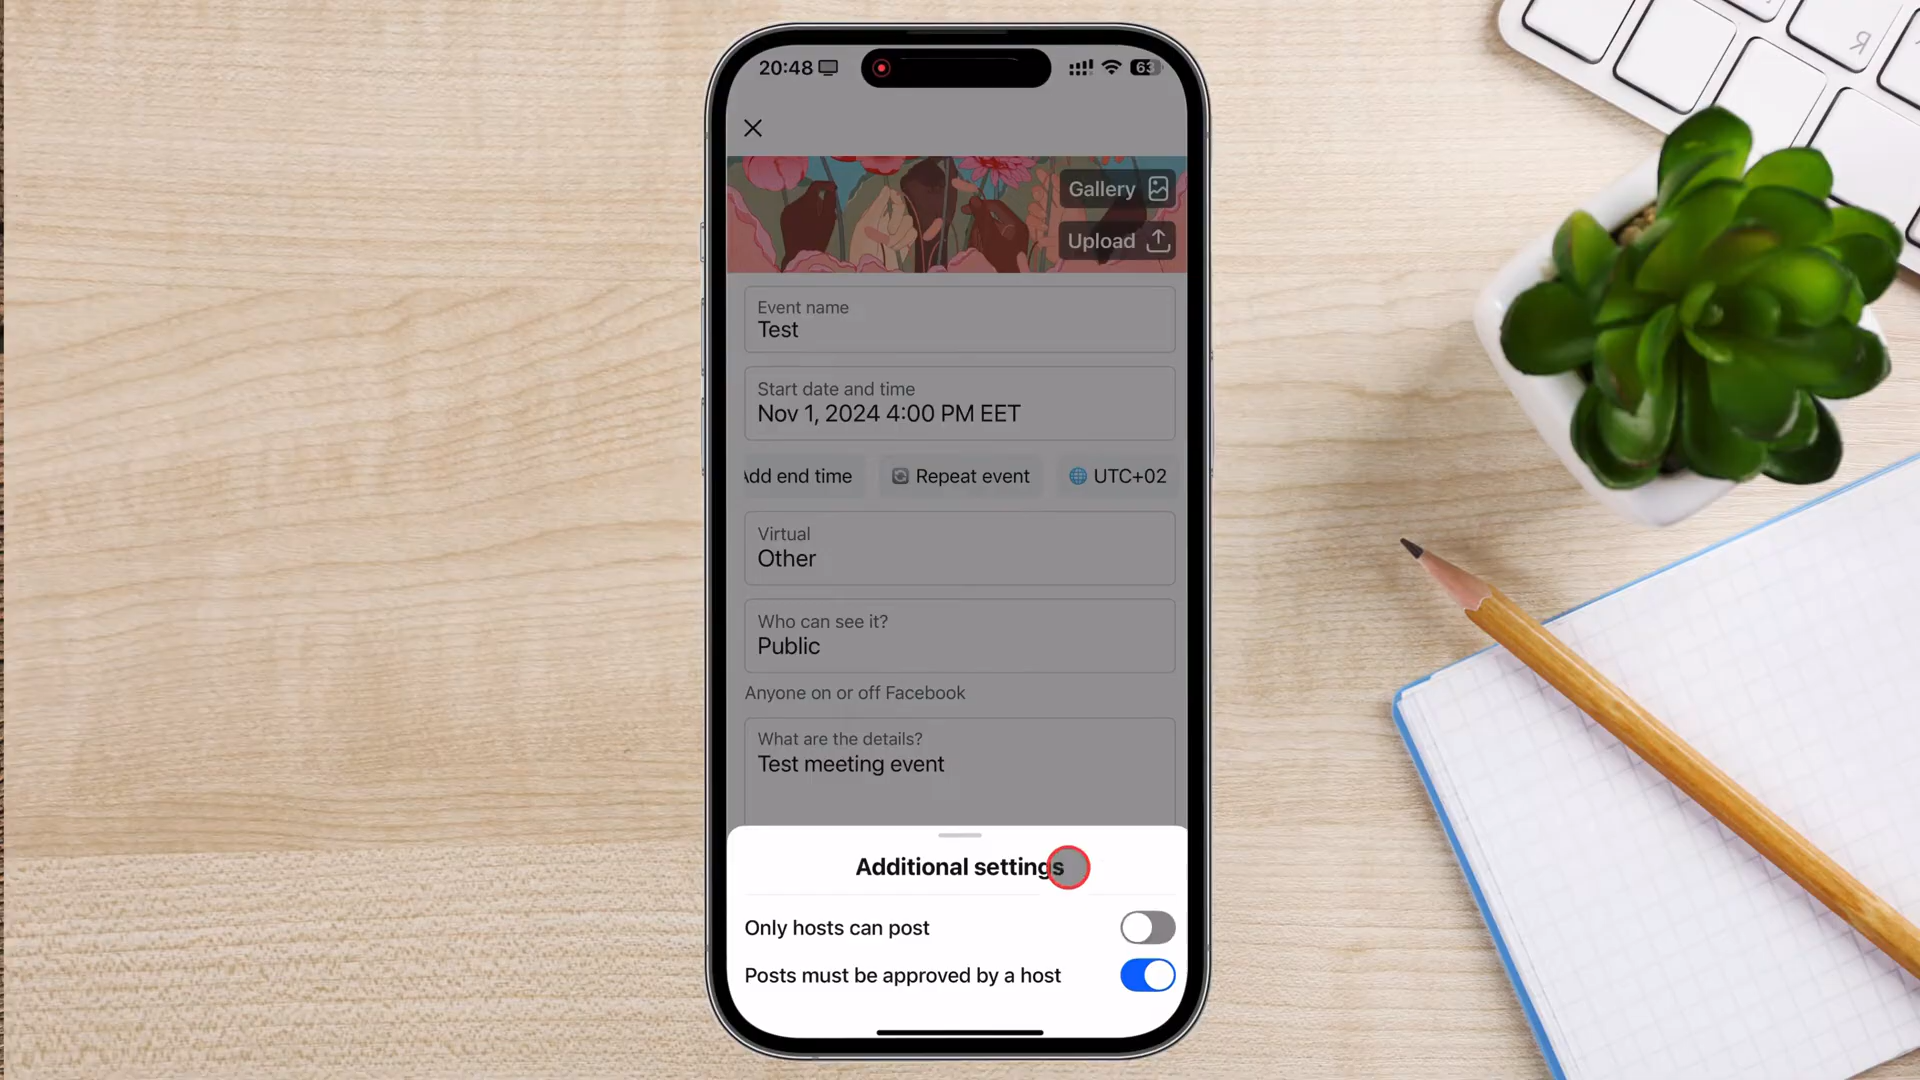 20:48
63
Gallery
Upload
Event name
Test
Start date and time
Nov 1, 2024 4:00 PM EET
Add end time
Repeat event
UTC+02
Virtual
Other
Who can see it?
Public
Anyone on or off Facebook
What are the details?
Test meeting event
Additional settings
Only hosts can post
Posts must be approved by a host